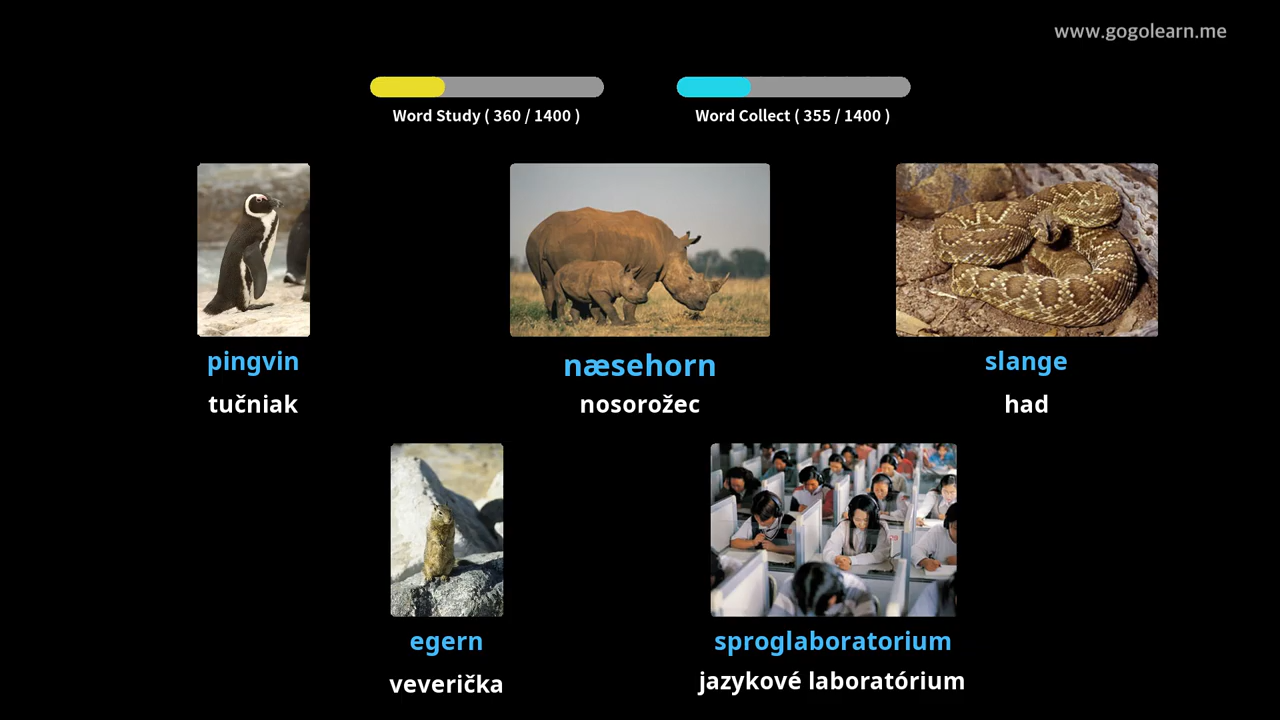 www.gogolearn.me
Word Study ( 360 / 1400 )
Word Collect ( 355 / 1400 )
pingvin
næsehorn
slange
tučniak
nosorožec
had
egern
sproglaboratorium
veverička
jazykové laboratórium